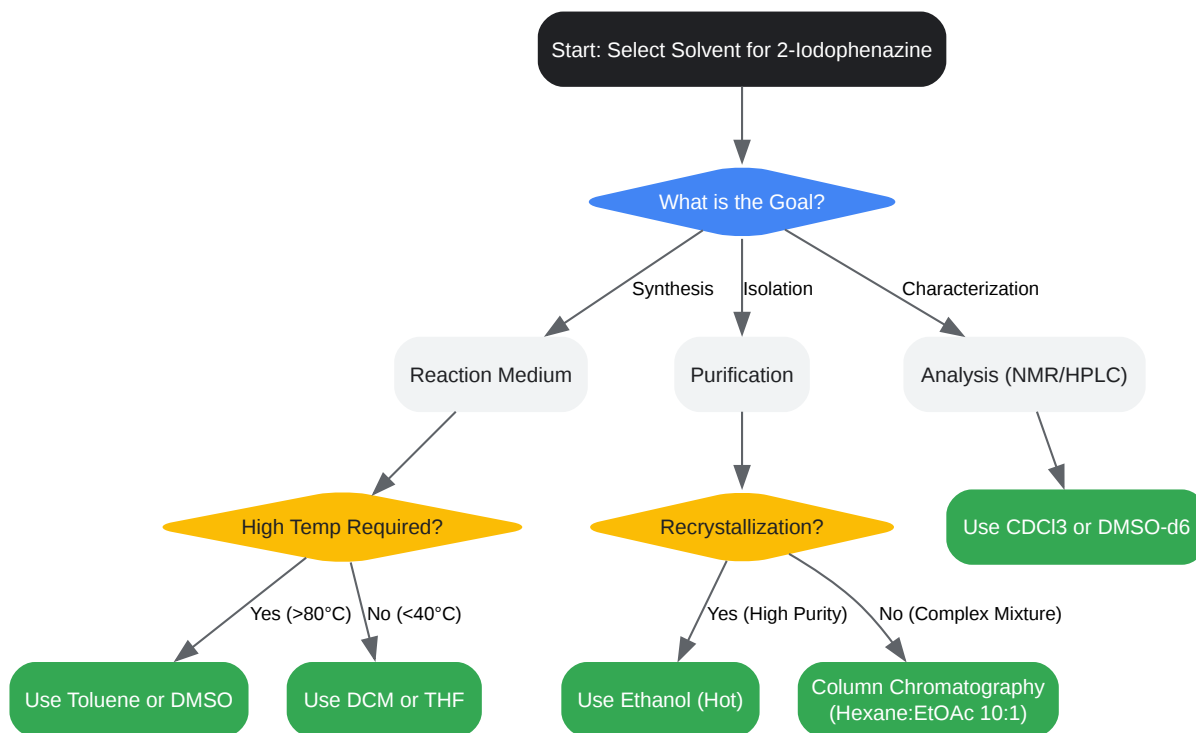 Start: Select Solvent for 2-Iodophenazine
What is the Goal?
Synthesis
Isolation
Characterization
Reaction Medium
Purification
Analysis (NMR/HPLC)
High Temp Required?
Recrystallization?
Use CDCl3 or DMSO-d6
Yes (>80°C)
No (<40°C)
Yes (High Purity)
No (Complex Mixture)
Use Toluene or DMSO
Use DCM or THF
Use Ethanol (Hot)
Column Chromatography
(Hexane:EtOAc 10:1)